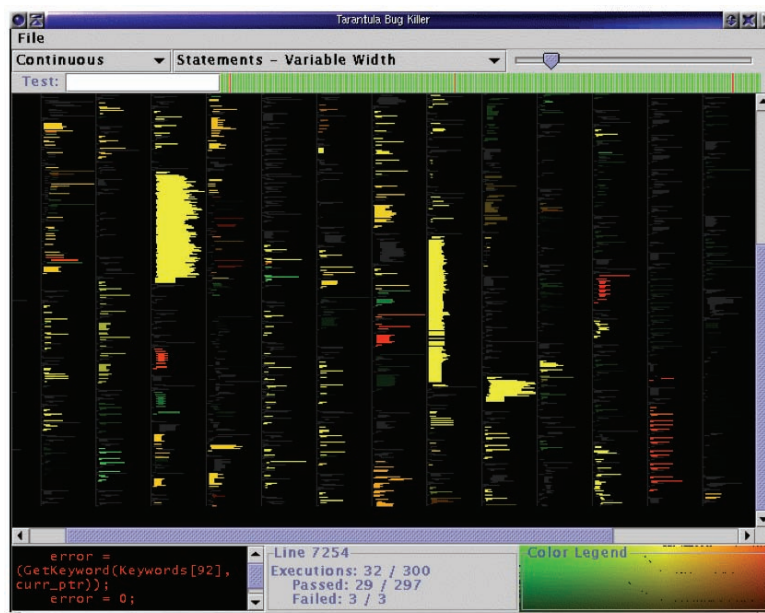 Tarantula Bug Killer
File
Continuous
Statements - Variable Width
Test:
error =
(GetKeyword(Keywords[92],
curr_ptr));
error = 0;
Line 7254
Executions: 32 / 300
Passed: 29 / 297
Failed: 3 / 3
Color Legend